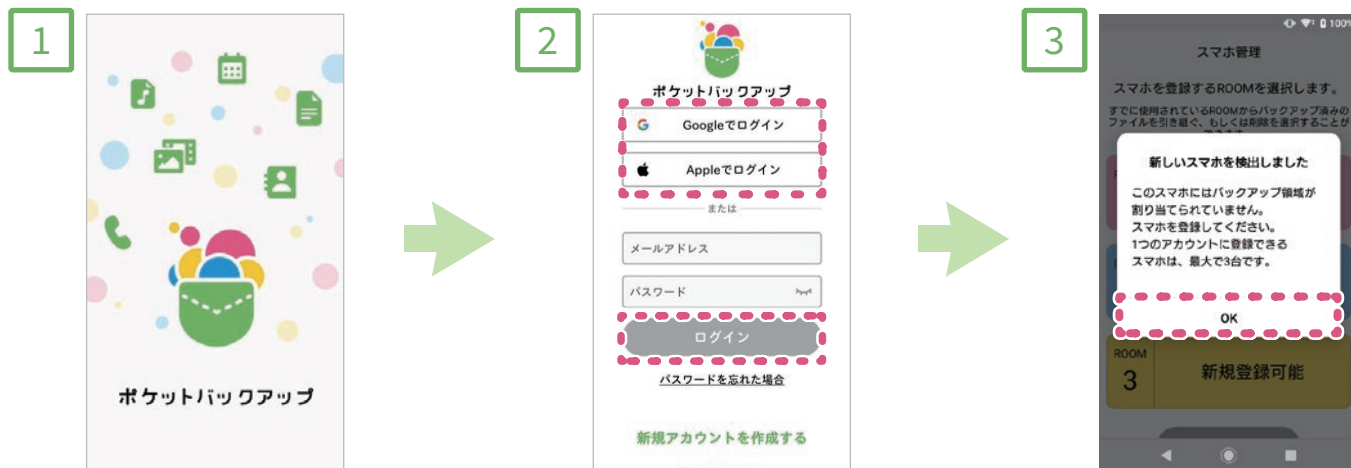 1
ポケットバックアップ
2
ポケットバックアップ
Googleでログイン
Appleでログイン
または
メールアドレス
パスワード
ログイン
パスワードを忘れた場合
新規アカウントを作成する
3
100%
スマホ管理
スマホを登録するROOMを選択します。
すでに使用されているROOMからバックアップ済みの
ファイルを引き継ぐ、もしくは削除を選択することが
新しいスマホを検出しました
このスマホにはバックアップ領域が
割り当てられていません。
スマホを登録してください。
1つのアカウントに登録できる
スマホは、最大で3台です。
OK
ROOM
3
新規登録可能